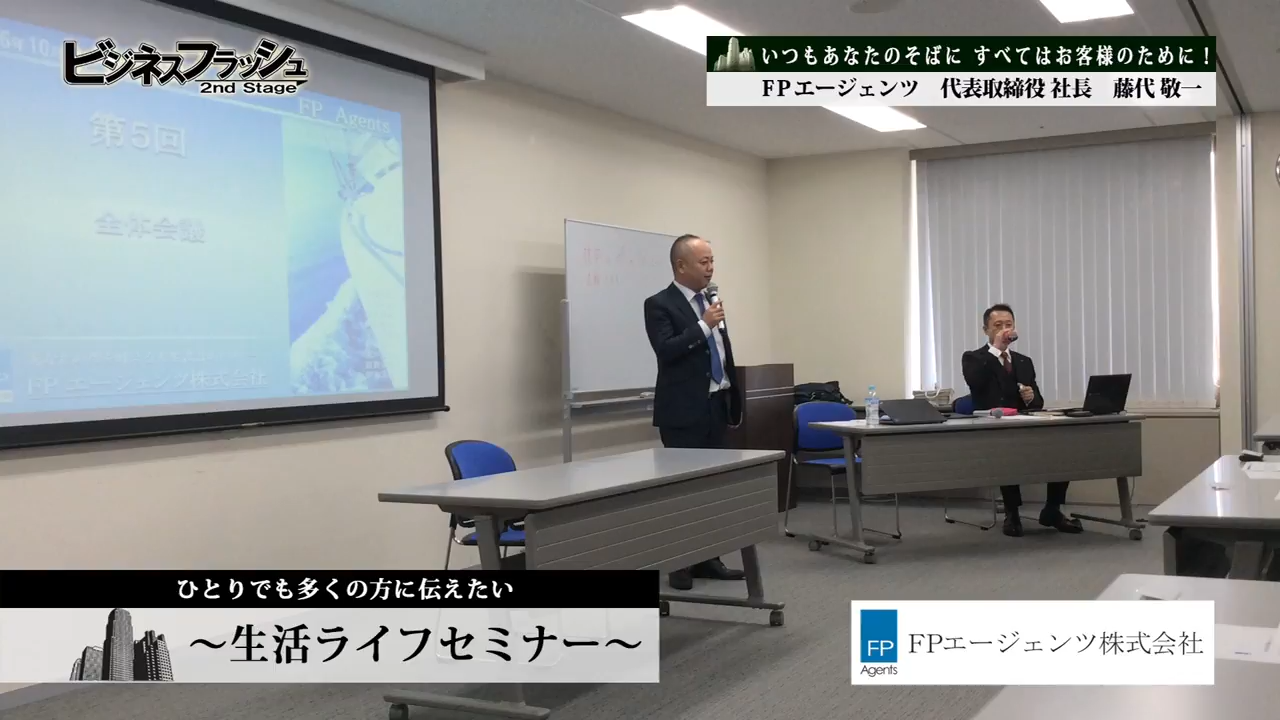 ビジネスフラッシュ
2nd Stage
いつもあなたのそばに すべてはお客様のために!
FPエージェンツ 代表取締役 社長 藤代 敬一
FP Agents
第5回
全体会議
FP エージェンツ株式会社
ひとりでも多くの方に伝えたい
～生活ライフセミナー～
FP
Agents
FPエージェンツ株式会社